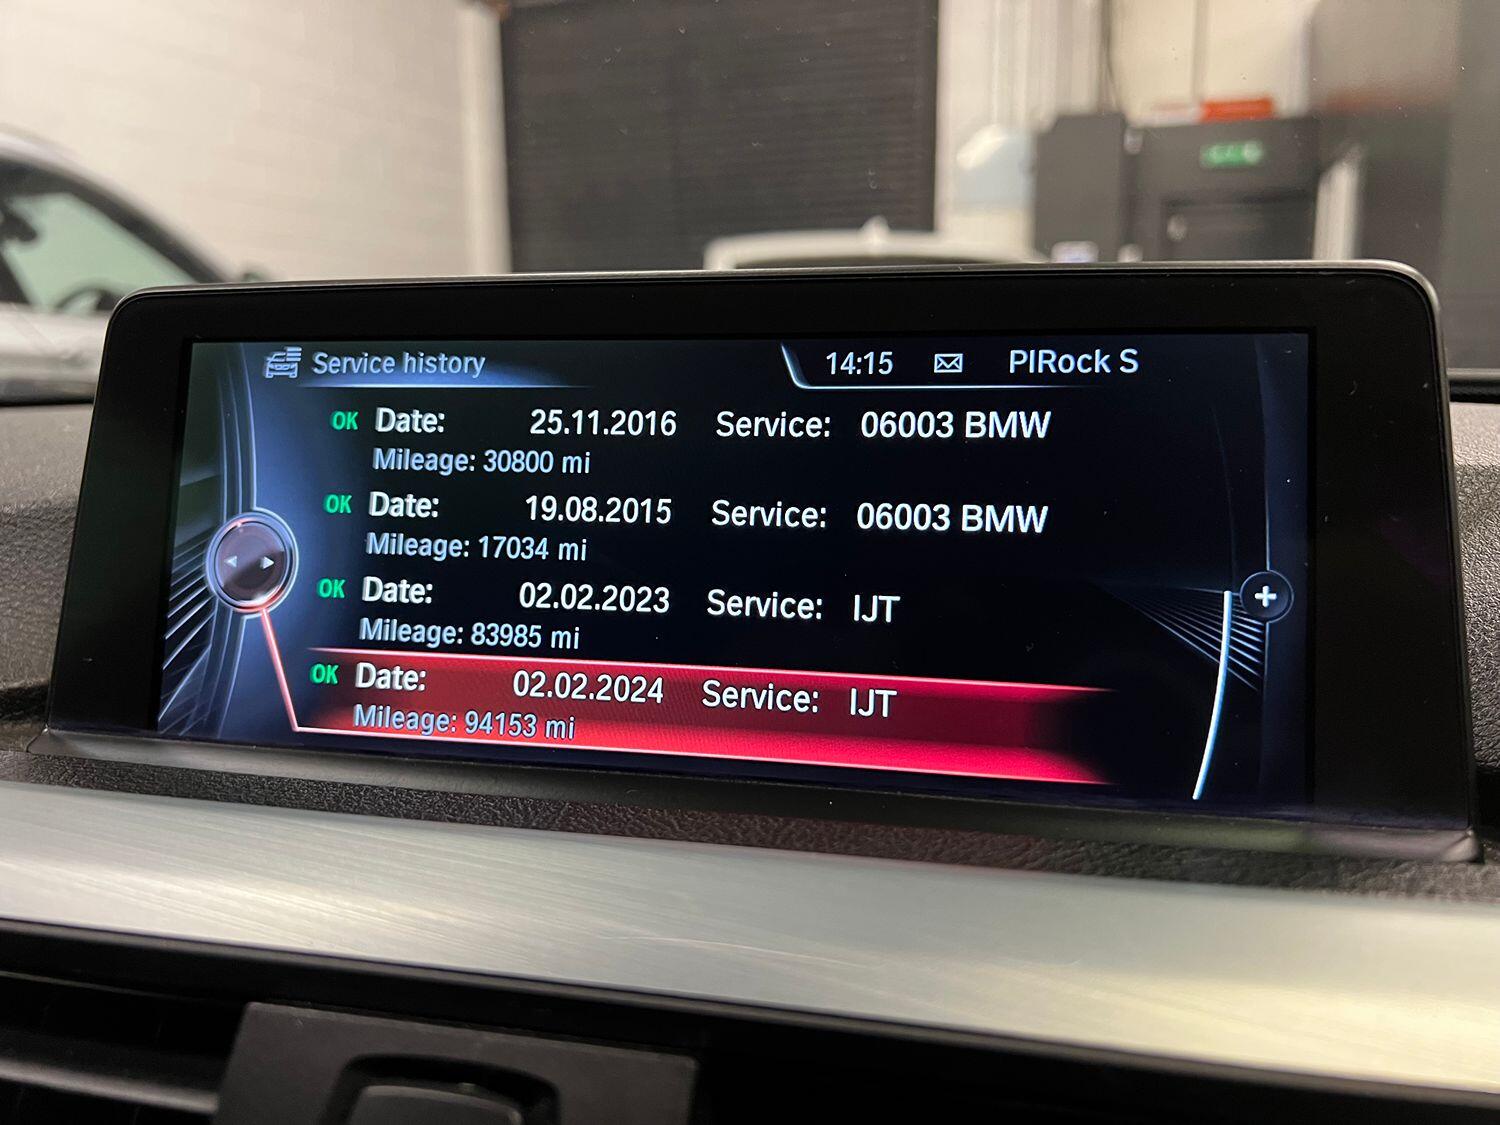 Service history 14:15 PlRock S
OK Date: 25.11.2016 Service: 06003 BMW
Mileage: 30800 mi
OK Date: 19.08.2015 Service: 06003 BMW
Mileage: 17034 mi
OK Date: 02.02.2023 Service: IJT
Mileage: 83985 mi
OK Date: 02.02.2024 Service: IJT
Mileage: 94153 mi